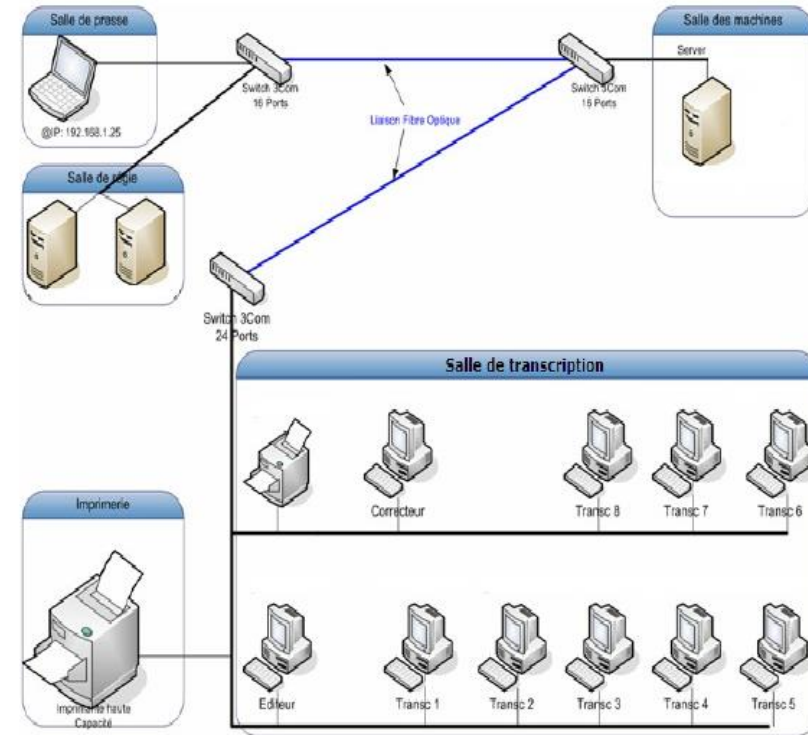 Salle de presse
Salle des machines
Server
Switch 3Com
16 Ports
Switch 3Com
16 Ports
Liaison Fibre Optique
@IP: 192.168.1.25
Salle de régie
Switch 3Com
24 Ports
Salle de transcription
Correcteur
Transc 8
Transc 7
Transc 6
Imprimerie
Imprimerie haute
Capacité
Editeur
Transc 1
Transc 2
Transc 3
Transc 4
Transc 5